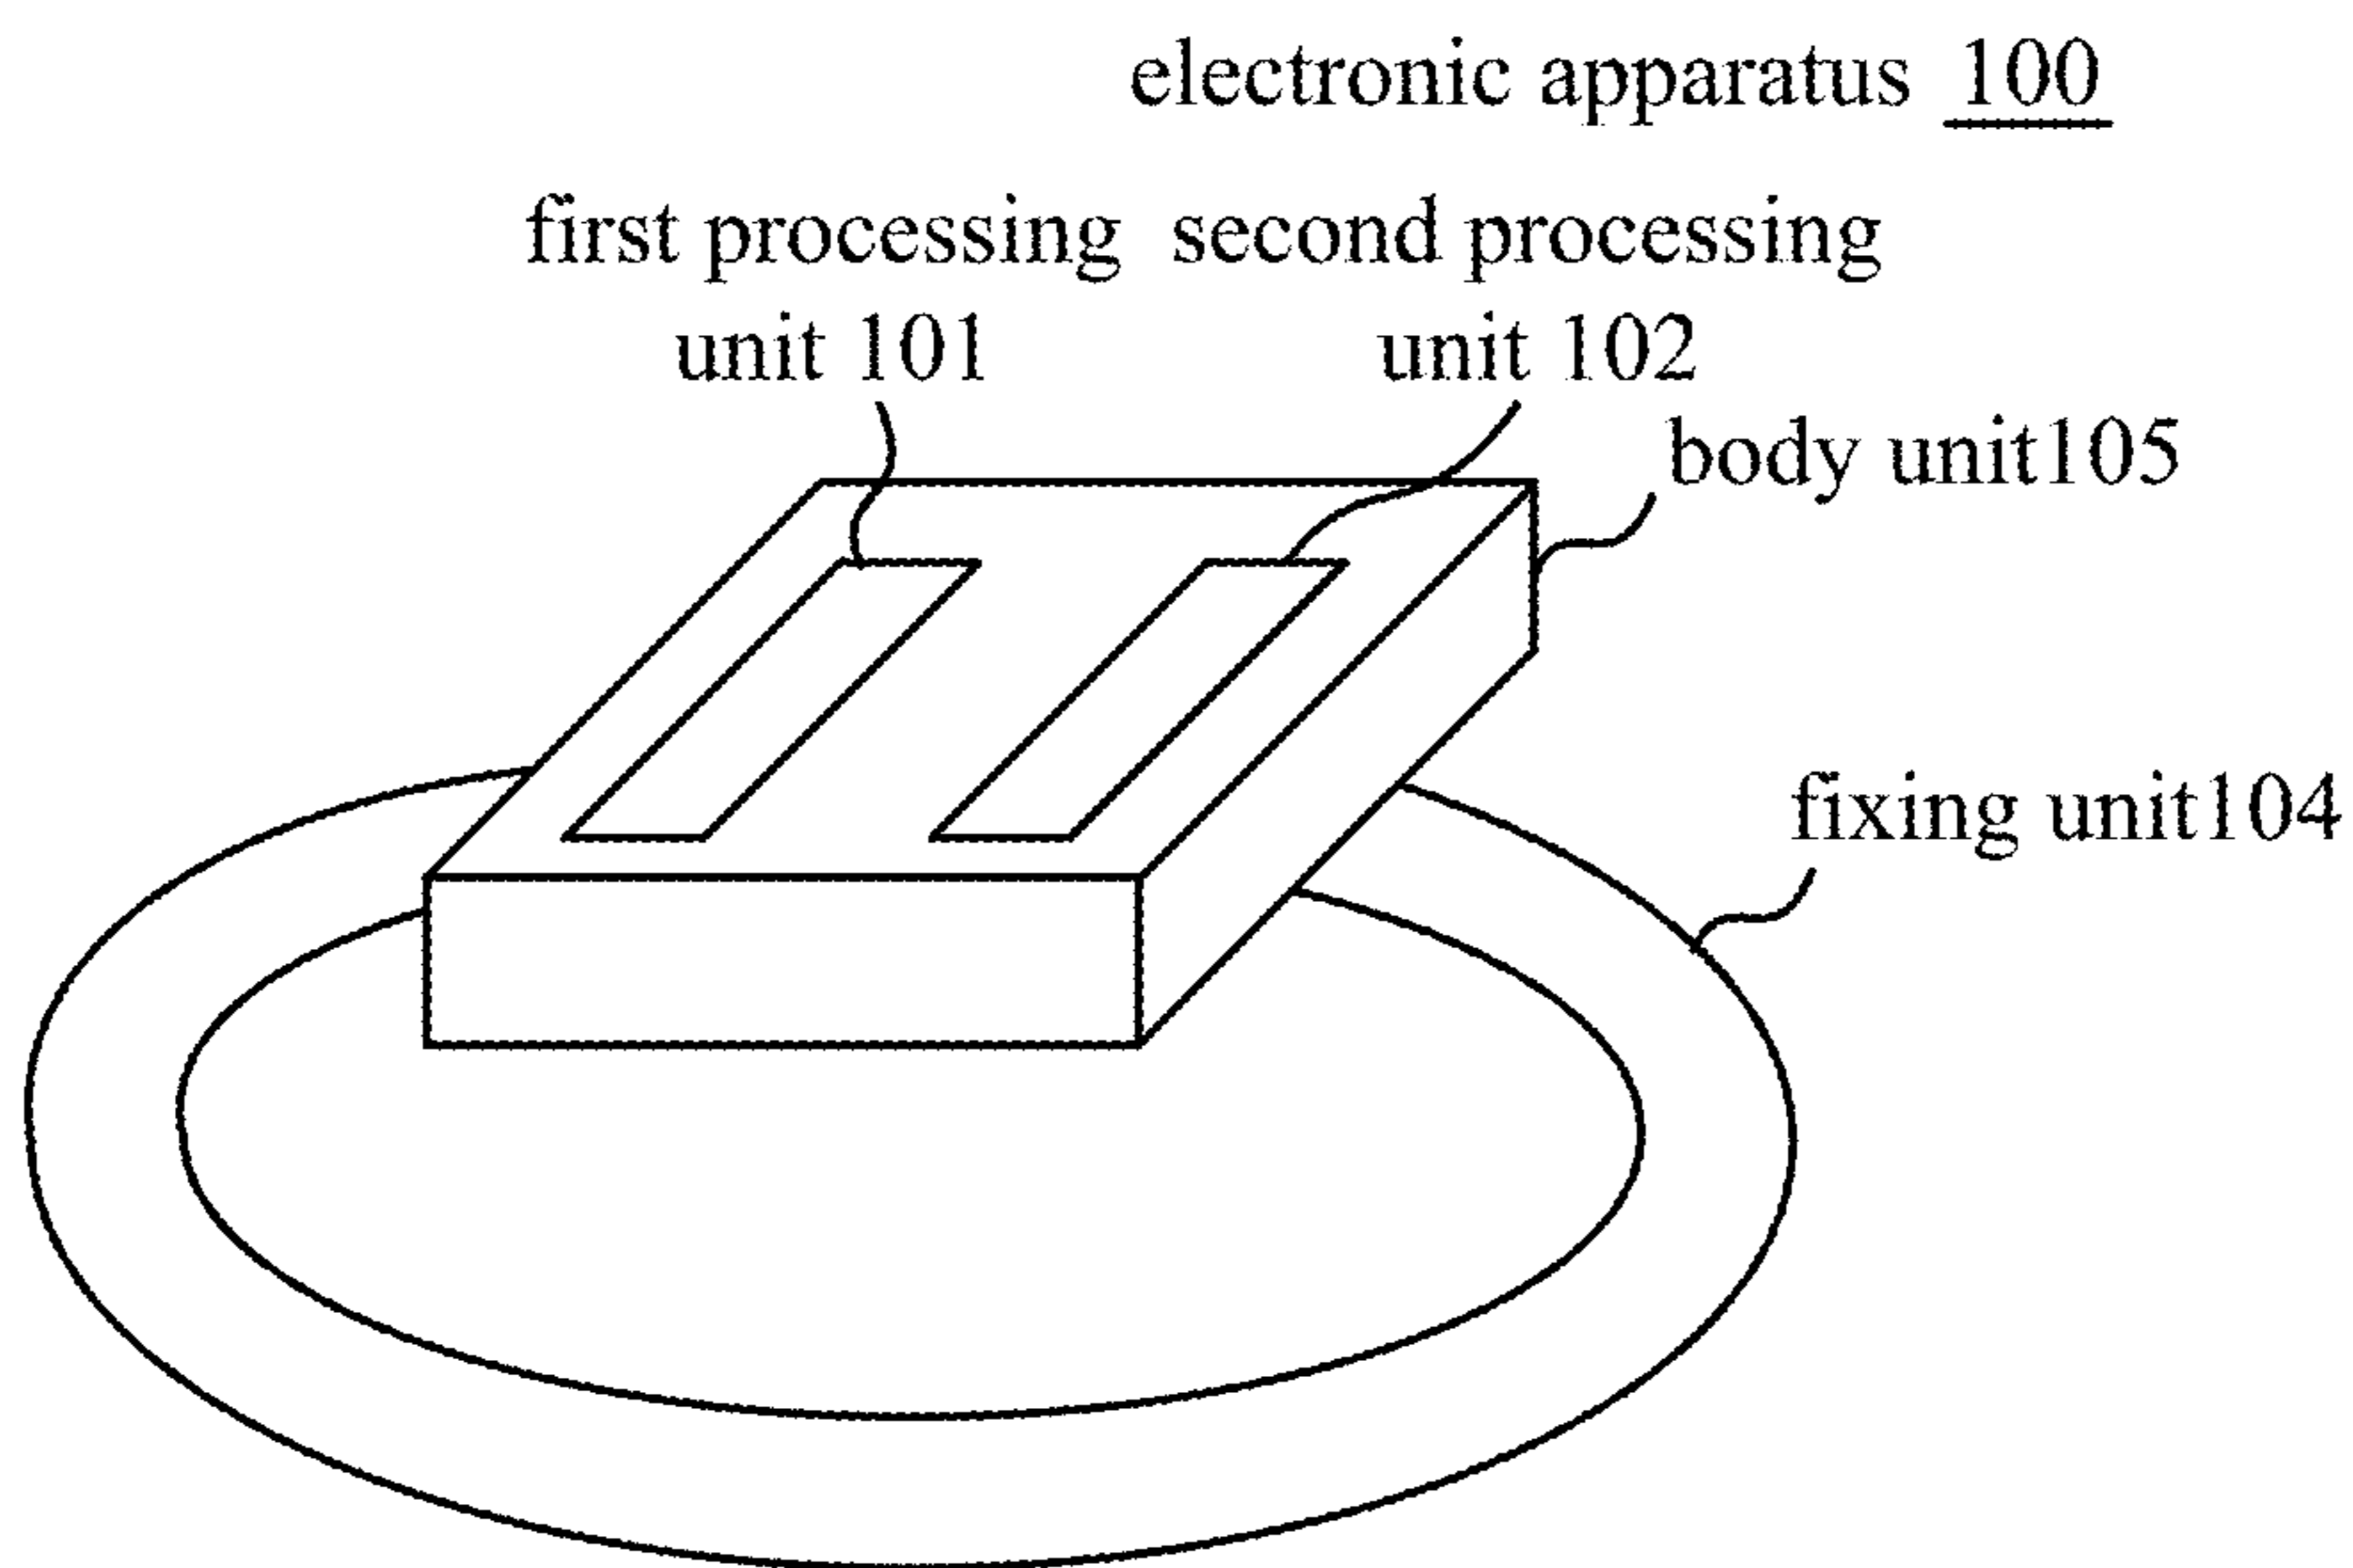 electronic apparatus 100
first processing second processing
unit 101 unit 102
body unit105
fixing unit104